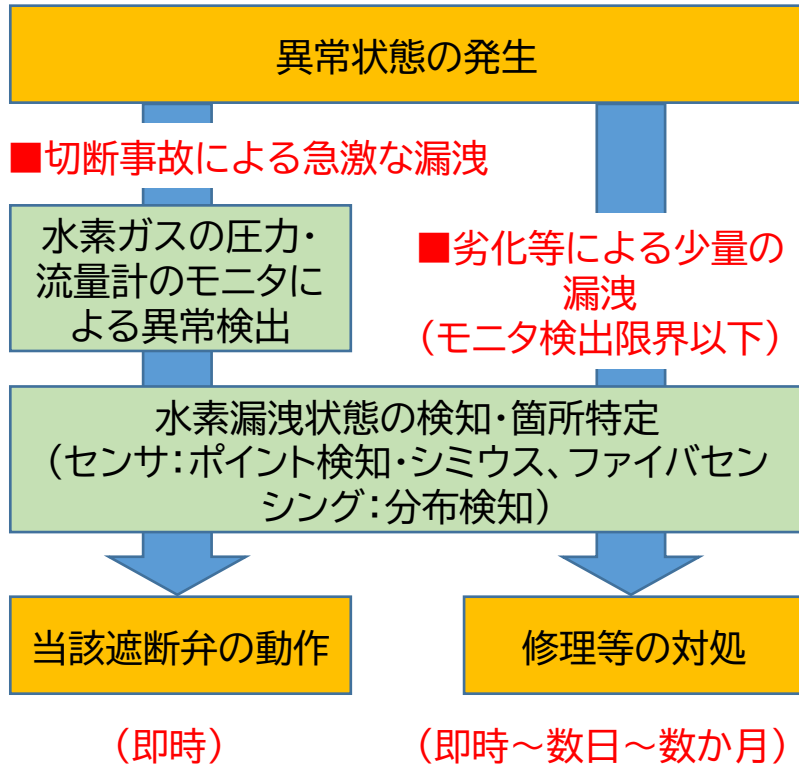 異常状態の発生
■切断事故による急激な漏洩
水素ガスの圧力・
流量計のモニタに
よる異常検出
■劣化等による少量の
漏洩
（モニタ検出限界以下）
水素漏洩状態の検知・箇所特定
（センサ：ポイント検知・シミウス、ファイバセン
シング：分布検知）
当該遮断弁の動作
修理等の対処
（即時）
（即時～数日～数か月）